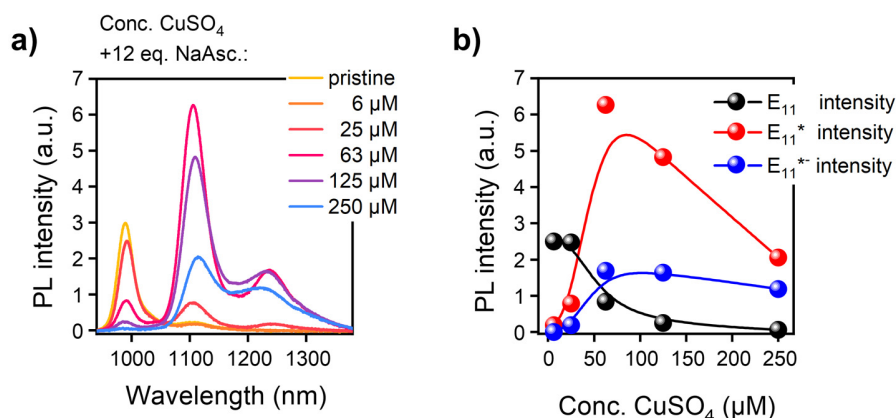 a)
Conc. CuSO₄
+12 eq. NaAsc.:
pristine
6 µM
25 µM
63 µM
125 µM
250 µM
7
6
5
4
3
2
1
0
PL intensity (a.u.)
1000 1100 1200 1300
Wavelength (nm)
b)
E₁₁ intensity
E₁₁* intensity
E₁₁*⁻ intensity
7
6
5
4
3
2
1
0
PL intensity (a.u.)
0 50 100 150 200 250
Conc. CuSO₄ (µM)